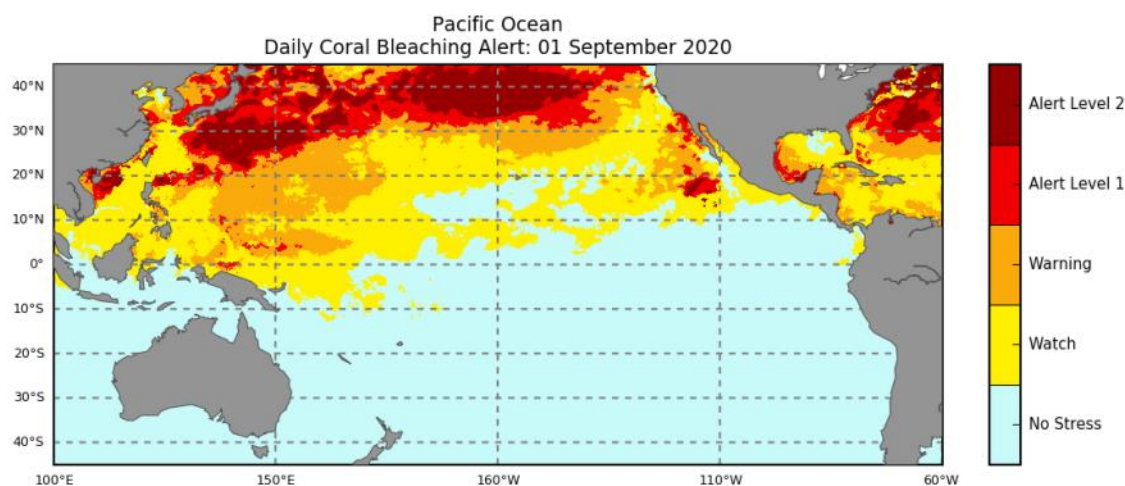 Pacific Ocean
Daily Coral Bleaching Alert: 01 September 2020
40°N
30°N
20°N
10°N
0°
10°S
20°S
30°S
40°S
100°E
150°E
160°W
110°W
60°W
Alert Level 2
Alert Level 1
Warning
Watch
No Stress